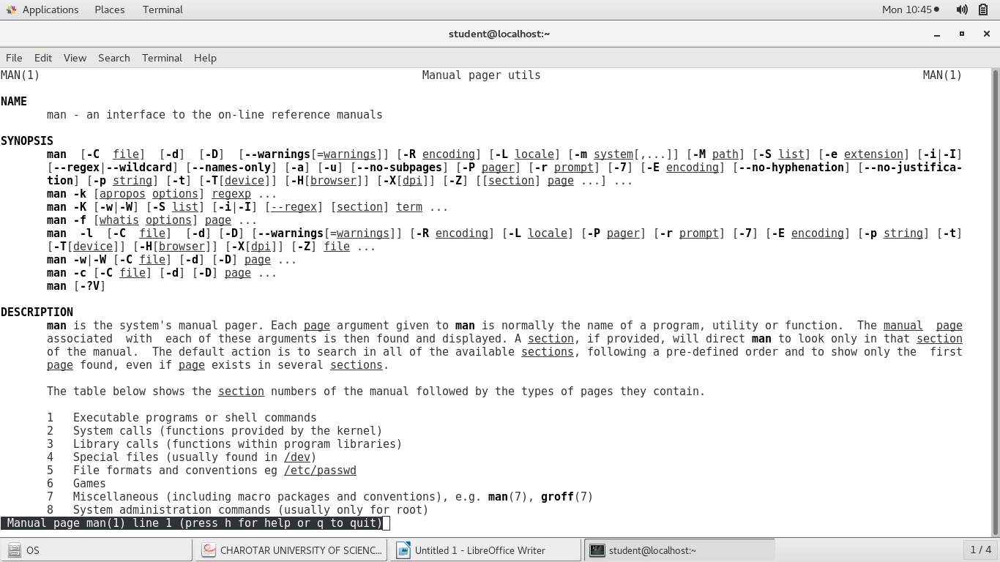 Applications Places Terminal Mon 10:45
student@localhost:~
File Edit View Search Terminal Help
MAN(1) Manual pager utils MAN(1)
NAME
man - an interface to the on-line reference manuals
SYNOPSIS
man [-C file] [-d] [-D] [--warnings[=warnings]] [-R encoding] [-L locale] [-m system[,...]] [-M path] [-S list] [-e extension] [-i|-I]
[--regex|--wildcard] [--names-only] [-a] [-u] [--no-subpages] [-P pager] [-r prompt] [-7] [-E encoding] [--no-hyphenation] [--no-justifica-
tion] [-p string] [-t] [-T[device]] [-H[browser]] [-X[dpi]] [-Z] [[section] page ...] ...
man -k [apropos options] regexp ...
man -K [-w|-W] [-S list] [-i|-I] [--regex] [section] term ...
man -f [whatis options] page ...
man -l [-C file] [-d] [-D] [--warnings[=warnings]] [-R encoding] [-L locale] [-P pager] [-r prompt] [-7] [-E encoding] [-p string] [-t]
[-T[device]] [-H[browser]] [-X[dpi]] [-Z] file ...
man -w|-W [-C file] [-d] [-D] page ...
man -c [-C file] [-d] [-D] page ...
man [-?V]
DESCRIPTION
man is the system's manual pager. Each page argument given to man is normally the name of a program, utility or function. The manual page
associated with each of these arguments is then found and displayed. A section, if provided, will direct man to look only in that section
of the manual. The default action is to search in all of the available sections, following a pre-defined order and to show only the first
page found, even if page exists in several sections.
The table below shows the section numbers of the manual followed by the types of pages they contain.
1 Executable programs or shell commands
2 System calls (functions provided by the kernel)
3 Library calls (functions within program libraries)
4 Special files (usually found in /dev)
5 File formats and conventions eg /etc/passwd
6 Games
7 Miscellaneous (including macro packages and conventions), e.g. man(7), groff(7)
8 System administration commands (usually only for root)
Manual page man(1) line 1 (press h for help or q to quit)
OS CHAROTAR UNIVERSITY OF SCIENC... Untitled 1 - LibreOffice Writer student@localhost:~ 1 / 4